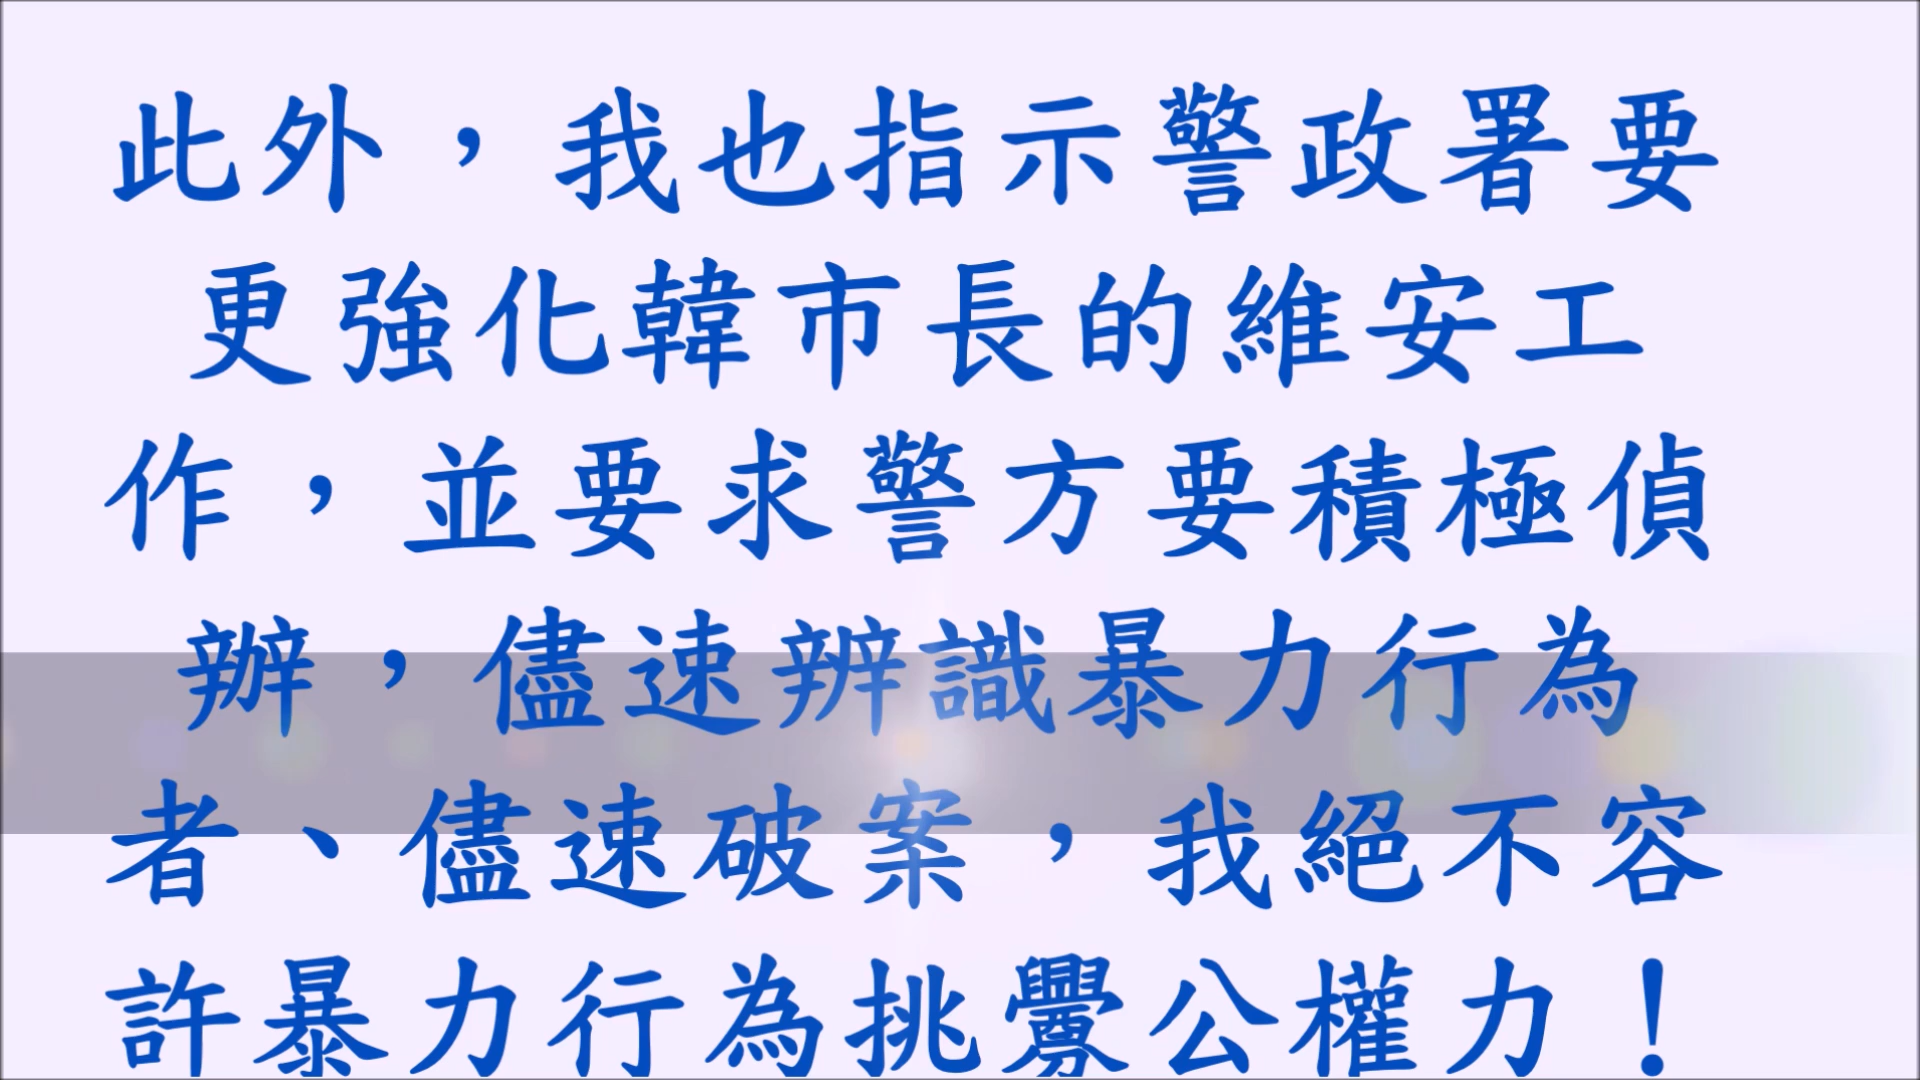 此外，我也指示警政署要
更強化韓市長的維安工
作，並要求警方要積極偵
辦，儘速辨識暴力行為
者、儘速破案，我絕不容
許暴力行為挑釁公權力！